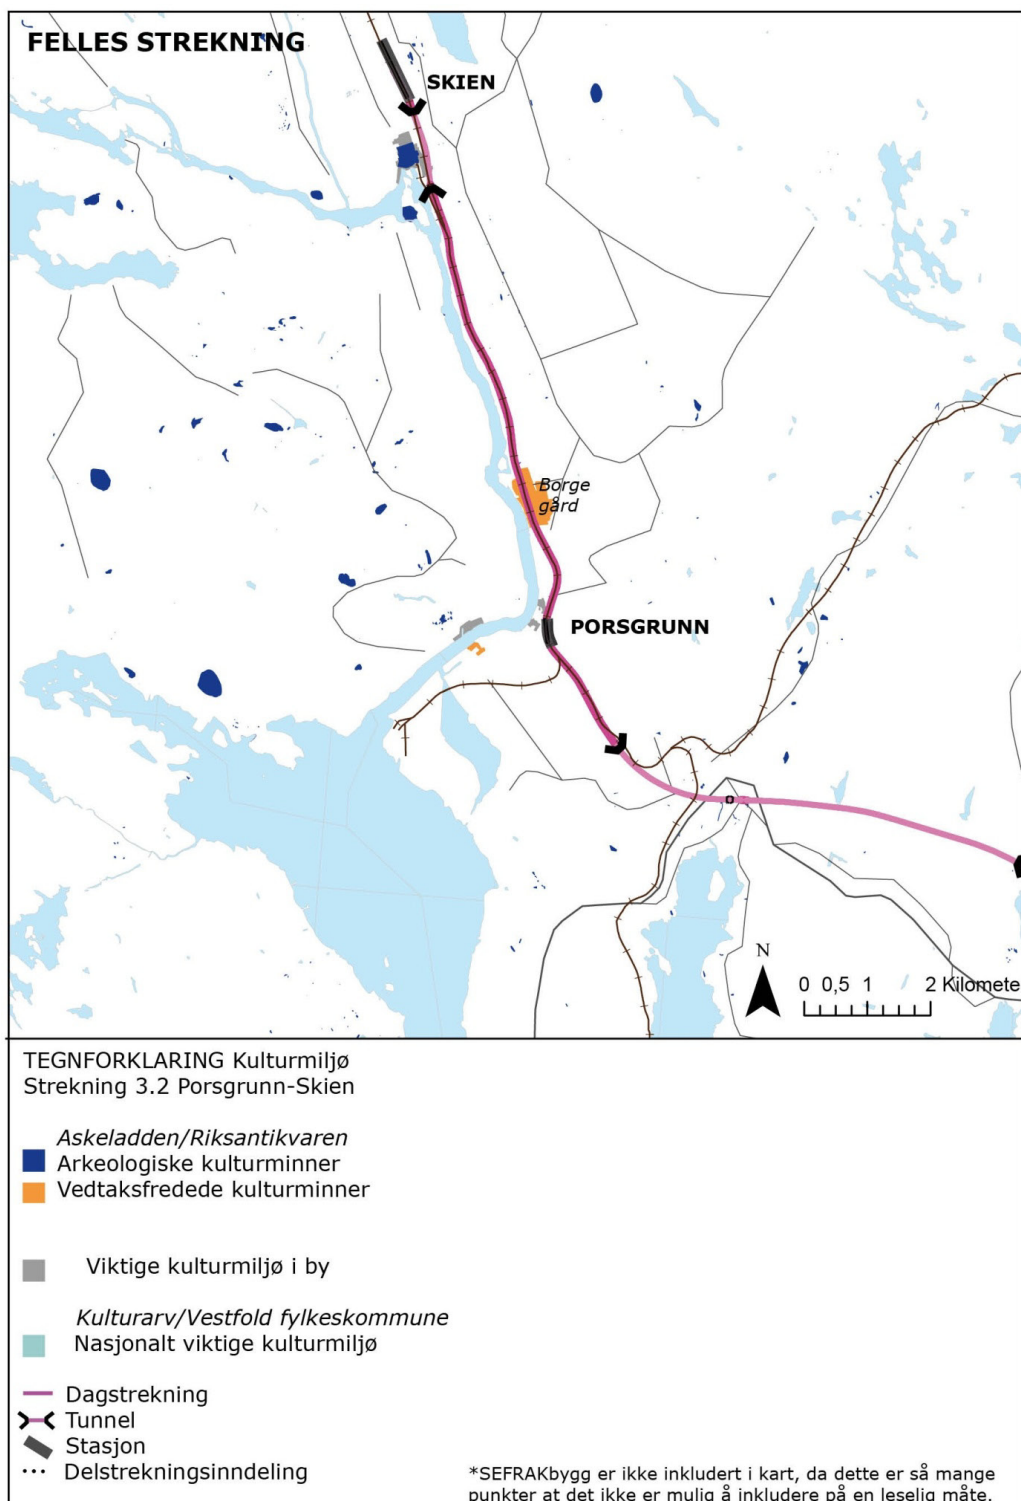 FELLES STREKNING
SKIEN
Borge
gård
PORSGRUNN
N
0 0,5 1 2 Kilomete
TEGNFORKLARING Kulturmiljø
Strekning 3.2 Porsgrunn-Skien
Askeladden/Riksantikvaren
Arkeologiske kulturminner
Vedtaksfredede kulturminner
Viktige kulturmiljø i by
Kulturarv/Vestfold fylkeskommune
Nasjonalt viktige kulturmiljø
Dagstrekning
Tunnel
Stasjon
Delstrekningsinndeling
*SEFRAKbygg er ikke inkludert i kart, da dette er så mange
punkter at det ikke er mulig å inkludere på en leselig måte.